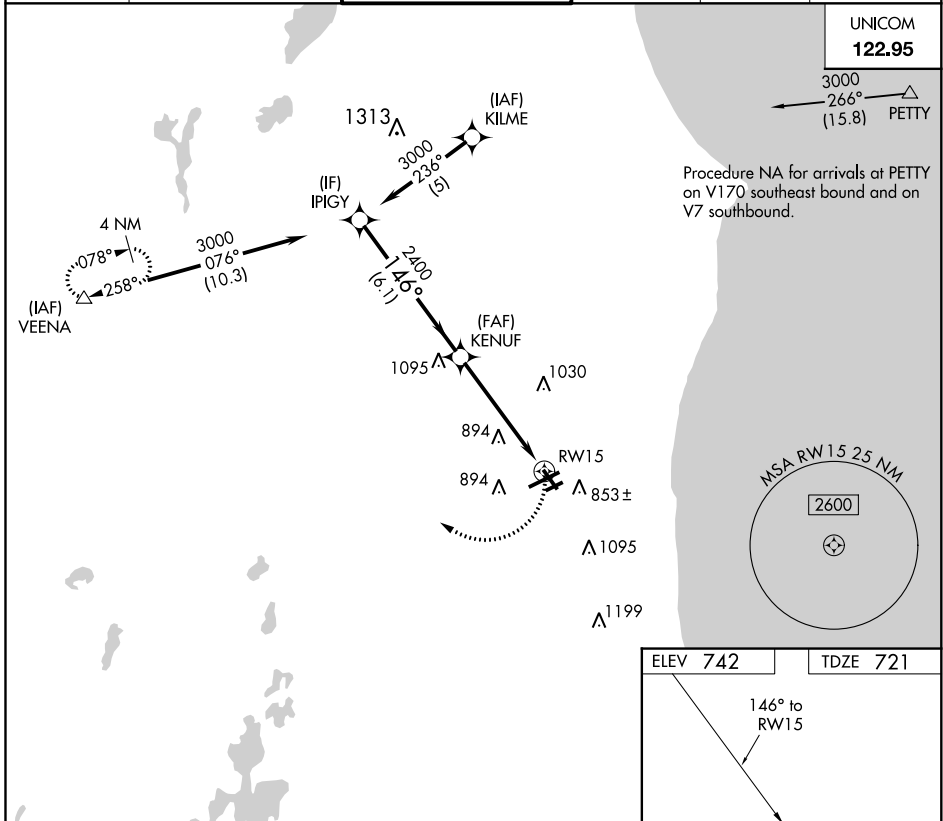 UNICOM
122.95
3000
266°
(15.8)
PETTY
Procedure NA for arrivals at PETTY
on V170 southeast bound and on
V7 southbound.
1313
(IAF)
KILME
3000
236°
(5)
(IF)
IPIGY
4 NM
078°
258°
3000
076°
(10.3)
(IAF)
VEENA
2400
146°
(6.1)
(FAF)
KENUF
1095
1030
894
RW15
894
853±
1095
1199
MSA RW15 25 NM
2600
ELEV 742
TDZE 721
146° to
RW15